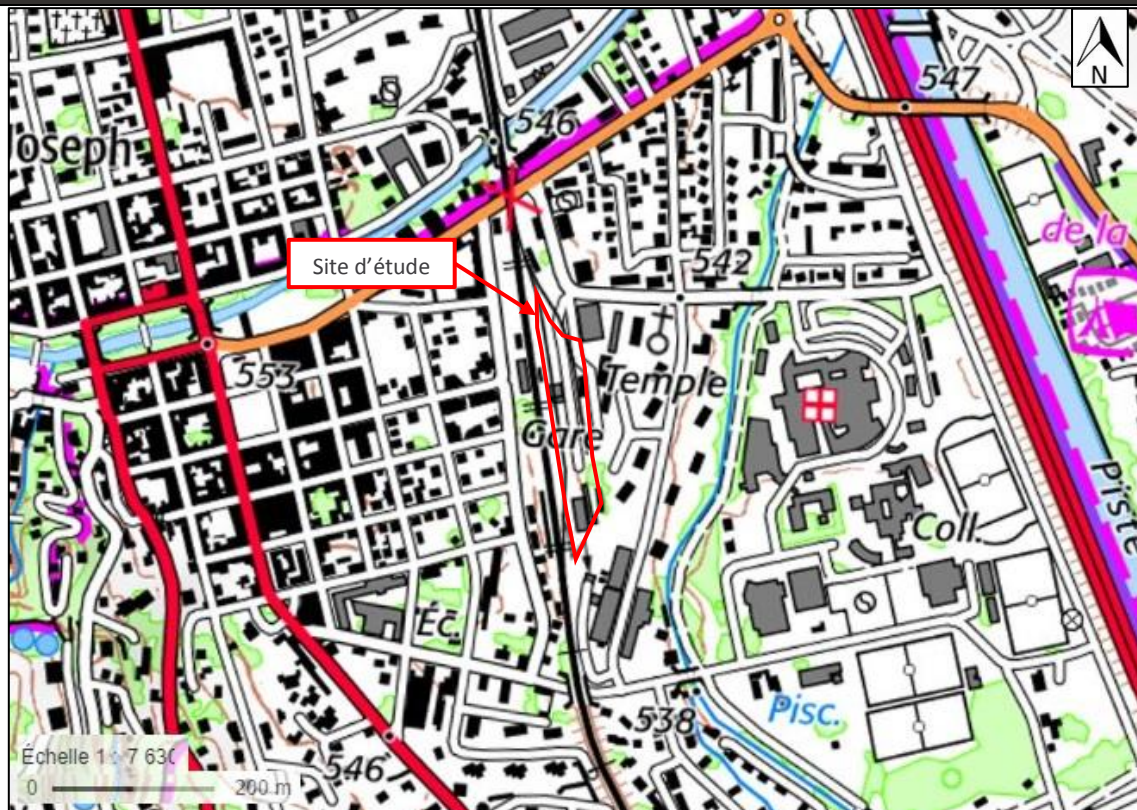 N
547
546
oseph
de la
Site d'étude
542
553
Temple
Gare
Piste
Coll.
Éc.
Pisc.
538
Échelle 1 : 7 630
546
0 200 m